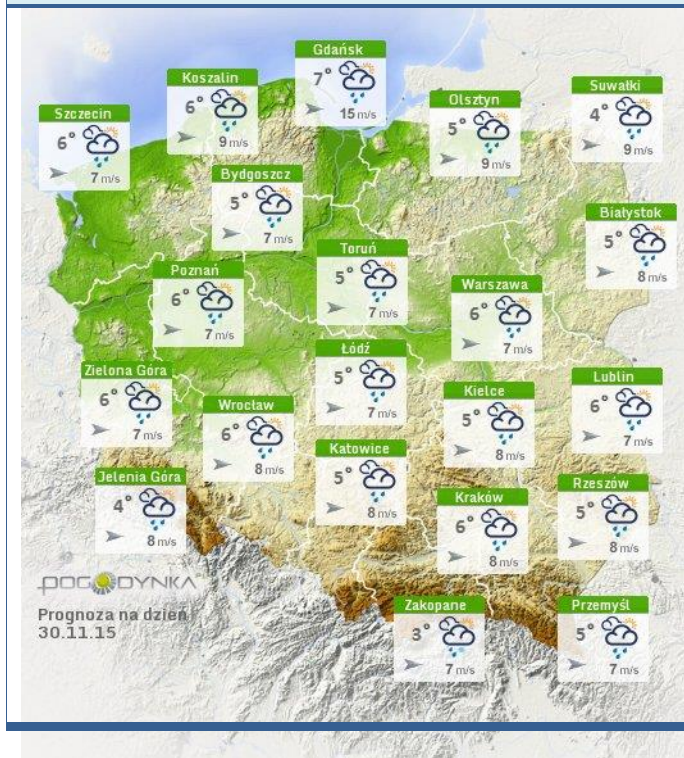 Gdańsk
7°
15 m/s
Koszalin
6°
9 m/s
Szczecin
6°
7 m/s
Olsztyn
5°
9 m/s
Suwałki
4°
9 m/s
Bydgoszcz
5°
7 m/s
Białystok
5°
8 m/s
Toruń
5°
7 m/s
Poznań
6°
7 m/s
Warszawa
6°
7 m/s
Łódź
5°
7 m/s
Zielona Góra
6°
7 m/s
Wrocław
6°
8 m/s
Kielce
5°
8 m/s
Lublin
6°
7 m/s
Katowice
5°
8 m/s
Jelenia Góra
4°
8 m/s
Kraków
6°
8 m/s
Rzeszów
5°
8 m/s
POGODYNKA
Prognoza na dzień
30.11.15
Zakopane
3°
7 m/s
Przemyśl
5°
7 m/s